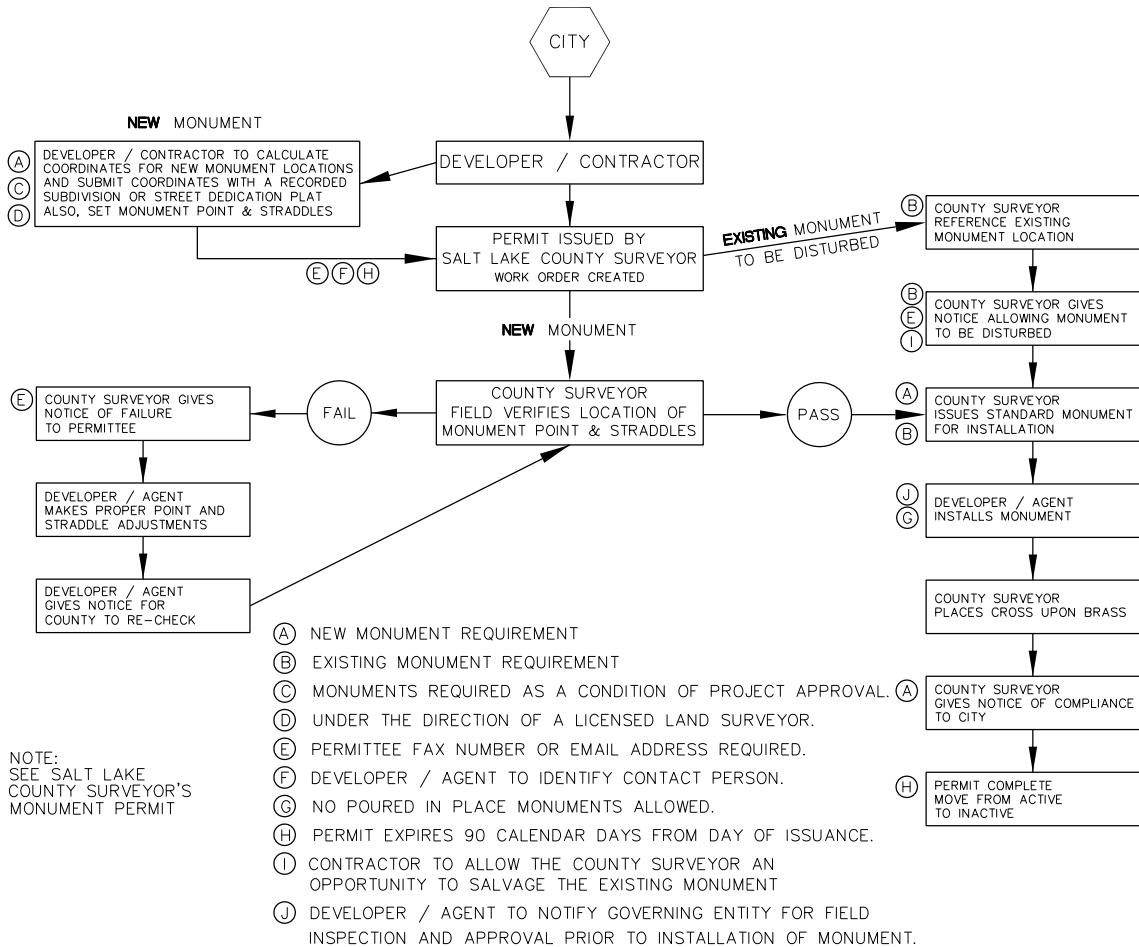 CITY
NEW MONUMENT
A
C
D
DEVELOPER / CONTRACTOR TO CALCULATE
COORDINATES FOR NEW MONUMENT LOCATIONS
AND SUBMIT COORDINATES WITH A RECORDED
SUBDIVISION OR STREET DEDICATION PLAT
ALSO, SET MONUMENT POINT & STRADDLES
DEVELOPER / CONTRACTOR
E F H
PERMIT ISSUED BY
SALT LAKE COUNTY SURVEYOR
WORK ORDER CREATED
EXISTING MONUMENT
TO BE DISTURBED
B
COUNTY SURVEYOR
REFERENCE EXISTING
MONUMENT LOCATION
B
E
I
COUNTY SURVEYOR GIVES
NOTICE ALLOWING MONUMENT
TO BE DISTURBED
NEW MONUMENT
COUNTY SURVEYOR
FIELD VERIFIES LOCATION OF
MONUMENT POINT & STRADDLES
FAIL
E
COUNTY SURVEYOR GIVES
NOTICE OF FAILURE
TO PERMITTEE
DEVELOPER / AGENT
MAKES PROPER POINT AND
STRADDLE ADJUSTMENTS
DEVELOPER / AGENT
GIVES NOTICE FOR
COUNTY TO RE-CHECK
PASS
A
B
COUNTY SURVEYOR
ISSUES STANDARD MONUMENT
FOR INSTALLATION
J
G
DEVELOPER / AGENT
INSTALLS MONUMENT
COUNTY SURVEYOR
PLACES CROSS UPON BRASS
A
COUNTY SURVEYOR
GIVES NOTICE OF COMPLIANCE
TO CITY
H
PERMIT COMPLETE
MOVE FROM ACTIVE
TO INACTIVE
A NEW MONUMENT REQUIREMENT
B EXISTING MONUMENT REQUIREMENT
C MONUMENTS REQUIRED AS A CONDITION OF PROJECT APPROVAL.
D UNDER THE DIRECTION OF A LICENSED LAND SURVEYOR.
E PERMITTEE FAX NUMBER OR EMAIL ADDRESS REQUIRED.
F DEVELOPER / AGENT TO IDENTIFY CONTACT PERSON.
G NO POURED IN PLACE MONUMENTS ALLOWED.
H PERMIT EXPIRES 90 CALENDAR DAYS FROM DAY OF ISSUANCE.
I CONTRACTOR TO ALLOW THE COUNTY SURVEYOR AN
OPPORTUNITY TO SALVAGE THE EXISTING MONUMENT
J DEVELOPER / AGENT TO NOTIFY GOVERNING ENTITY FOR FIELD
INSPECTION AND APPROVAL PRIOR TO INSTALLATION OF MONUMENT.
NOTE:
SEE SALT LAKE
COUNTY SURVEYOR'S
MONUMENT PERMIT